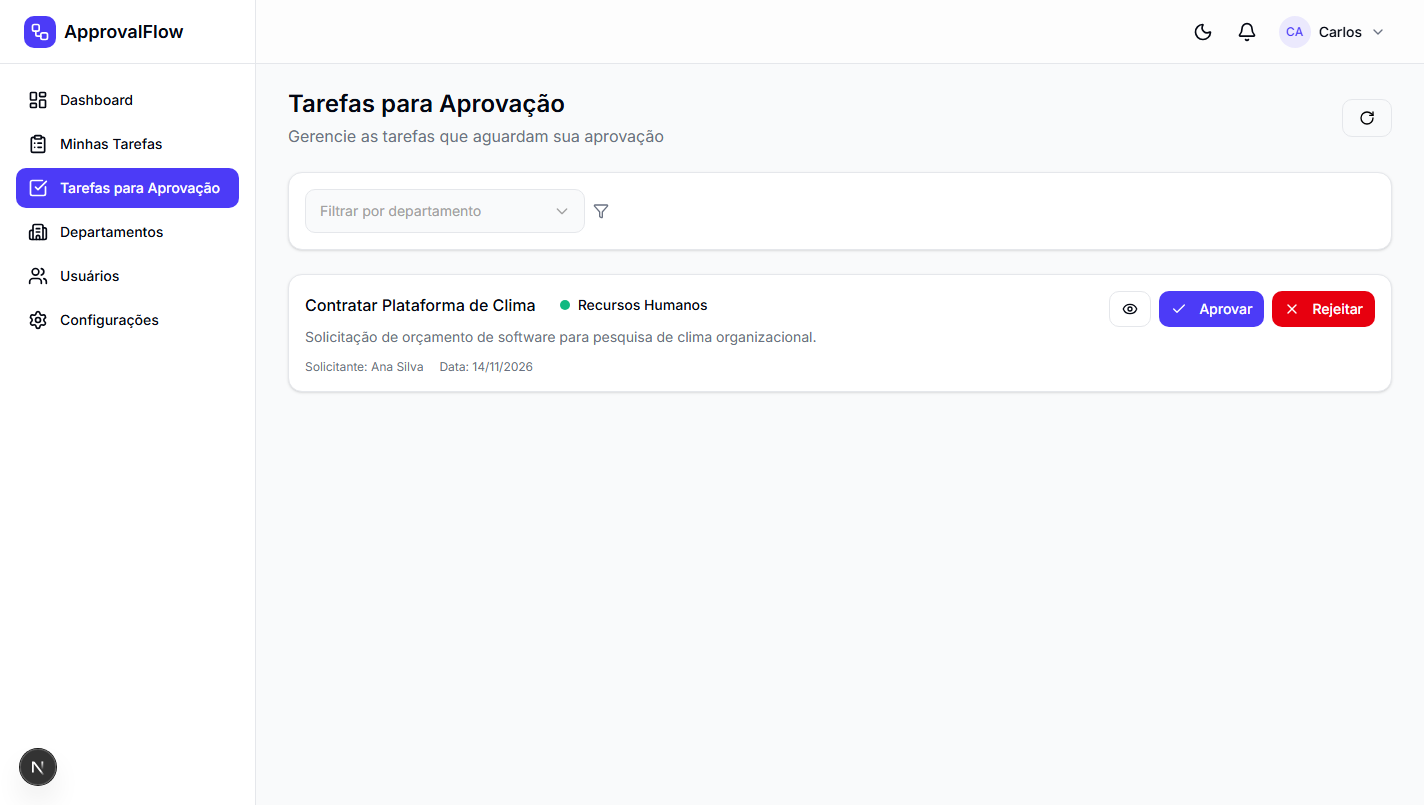 ApprovalFlow
CA Carlos
Dashboard
Minhas Tarefas
Tarefas para Aprovação
Departamentos
Usuários
Configurações
Tarefas para Aprovação
Gerencie as tarefas que aguardam sua aprovação
Filtrar por departamento
Contratar Plataforma de Clima Recursos Humanos
Aprovar Rejeitar
Solicitação de orçamento de software para pesquisa de clima organizacional.
Solicitante: Ana Silva Data: 14/11/2026
N